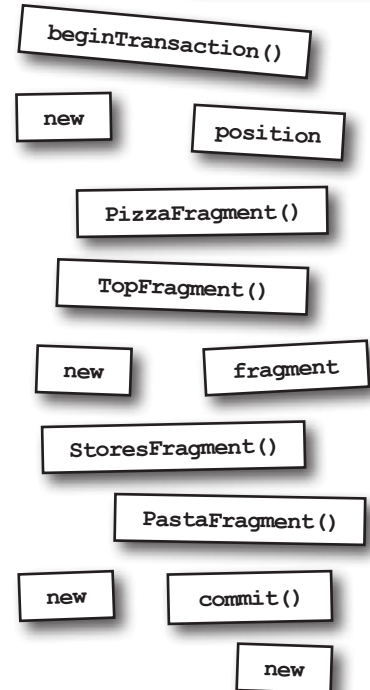 beginTransaction()
new
position
PizzaFragment()
TopFragment()
new
fragment
StoresFragment()
PastaFragment()
new
commit()
new